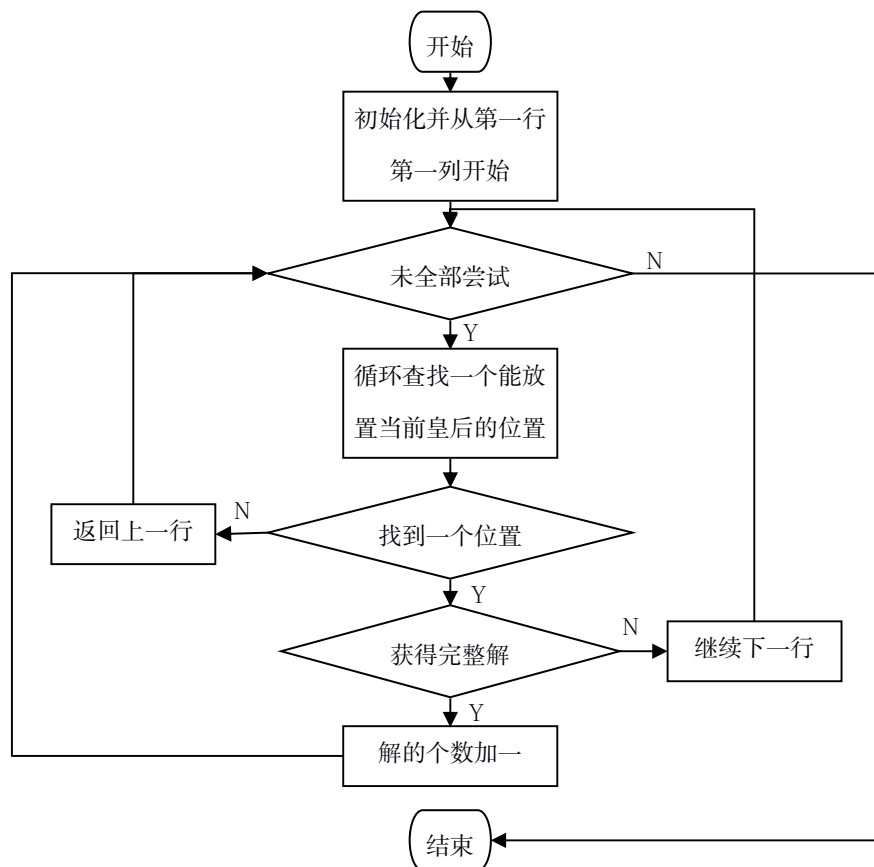 开始
初始化并从第一行
第一列开始
未全部尝试
N
Y
循环查找一个能放
置当前皇后的位置
返回上一行
N
找到一个位置
Y
获得完整解
N
继续下一行
Y
解的个数加一
结束